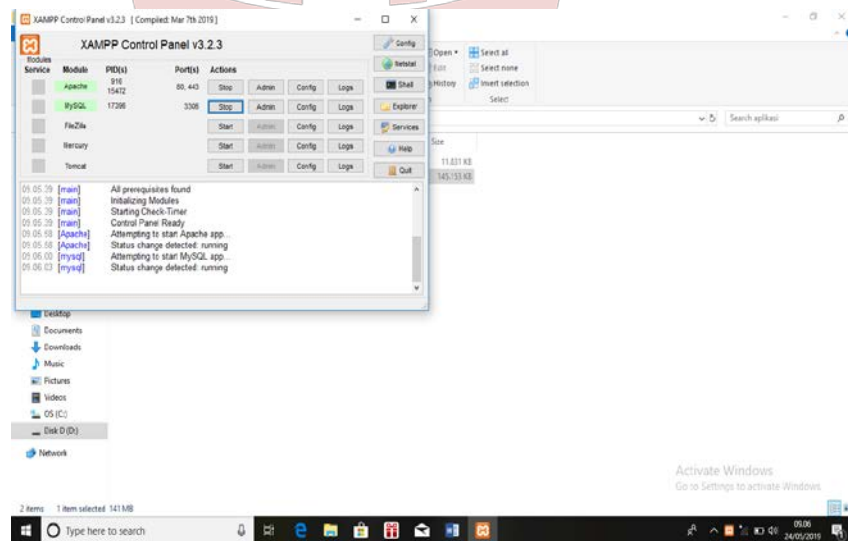 XAMPP Control Panel v3.2.3 [Compiled: Mar 7th 2019]
XAMPP Control Panel v3.2.3
Config
Modules
Service Module PID(s) Port(s) Actions
Netstat
Apache 916 15472 80, 443 Stop Admin Config Logs
Shell
MySQL 17296 3306 Stop Admin Config Logs
Explorer
FileZilla Start Admin Config Logs
Services
Mercury Start Admin Config Logs
Help
Tomcat Start Admin Config Logs
Quit
09.05.39 [main] All prerequisites found
09.05.39 [main] Initializing Modules
09.05.39 [main] Starting Check-Timer
09.05.39 [main] Control Panel Ready
09.05.58 [Apache] Attempting to start Apache app...
09.05.58 [Apache] Status change detected: running
09.06.00 [mysql] Attempting to start MySQL app...
09.06.03 [mysql] Status change detected: running
Open Select all
Edit Select none
History Invert selection
Select
Search aplikasi
Size
11.831 KB
145.153 KB
Desktop
Documents
Downloads
Music
Pictures
Videos
OS (C:)
Disk D (D:)
Network
Activate Windows
Go to Settings to activate Windows.
2 items 1 item selected 141 MB
Type here to search
09.06
24/05/2019